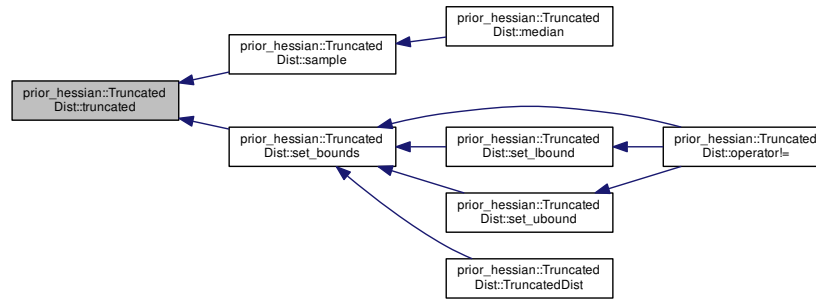 prior_hessian::Truncated
Dist::truncated
prior_hessian::Truncated
Dist::sample
prior_hessian::Truncated
Dist::median
prior_hessian::Truncated
Dist::set_bounds
prior_hessian::Truncated
Dist::set_lbound
prior_hessian::Truncated
Dist::operator!=
prior_hessian::Truncated
Dist::set_ubound
prior_hessian::Truncated
Dist::TruncatedDist